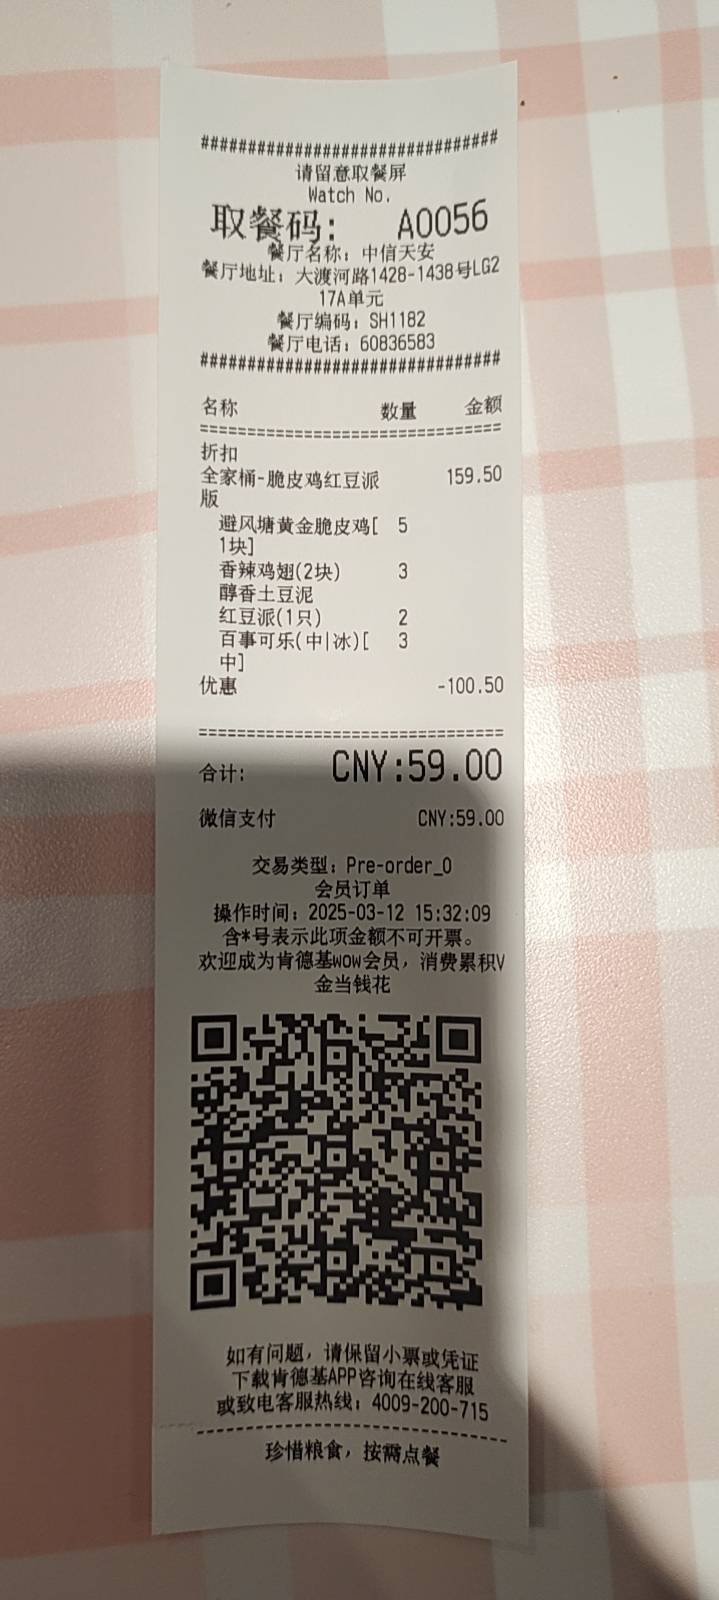 ################################
请留意取餐屏
Watch No.
取餐码: A0056
餐厅名称: 中信天安
餐厅地址: 大渡河路1428-1438号LG2
17A单元
餐厅编码: SH1182
餐厅电话: 60836583
################################
名称 数量 金额
================================
折扣
全家桶-脆皮鸡红豆派 159.50
版
避风塘黄金脆皮鸡[ 5
1块]
香辣鸡翅(2块) 3
醇香土豆泥
红豆派(1只) 2
百事可乐(中|冰)[ 3
中]
优惠 -100.50
================================
合计: CNY:59.00
微信支付 CNY:59.00
交易类型: Pre-order_0
会员订单
操作时间: 2025-03-12 15:32:09
含*号表示此项金额不可开票。
欢迎成为肯德基wow会员, 消费累积V
金当钱花
如有问题, 请保留小票或凭证
下载肯德基APP咨询在线客服
或致电客服热线: 4009-200-715
--------------------------------
珍惜粮食, 按需点餐